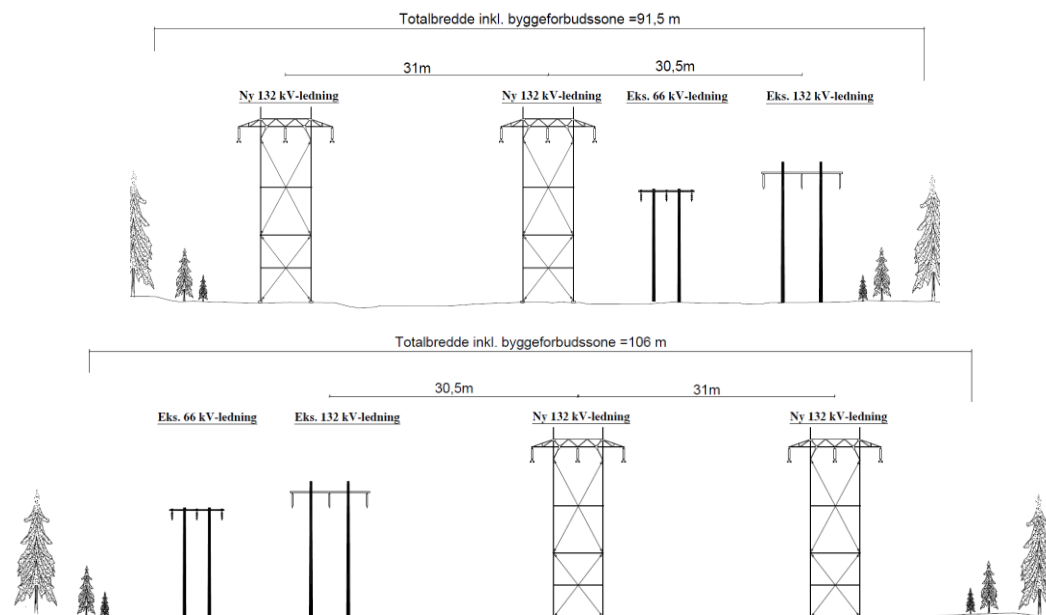 Totalbredde inkl. byggeforbudssone =91,5 m
31m
30,5m
Ny 132 kV-ledning
Ny 132 kV-ledning
Eks. 66 kV-ledning
Eks. 132 kV-ledning
Totalbredde inkl. byggeforbudssone =106 m
30,5m
31m
Eks. 66 kV-ledning
Eks. 132 kV-ledning
Ny 132 kV-ledning
Ny 132 kV-ledning